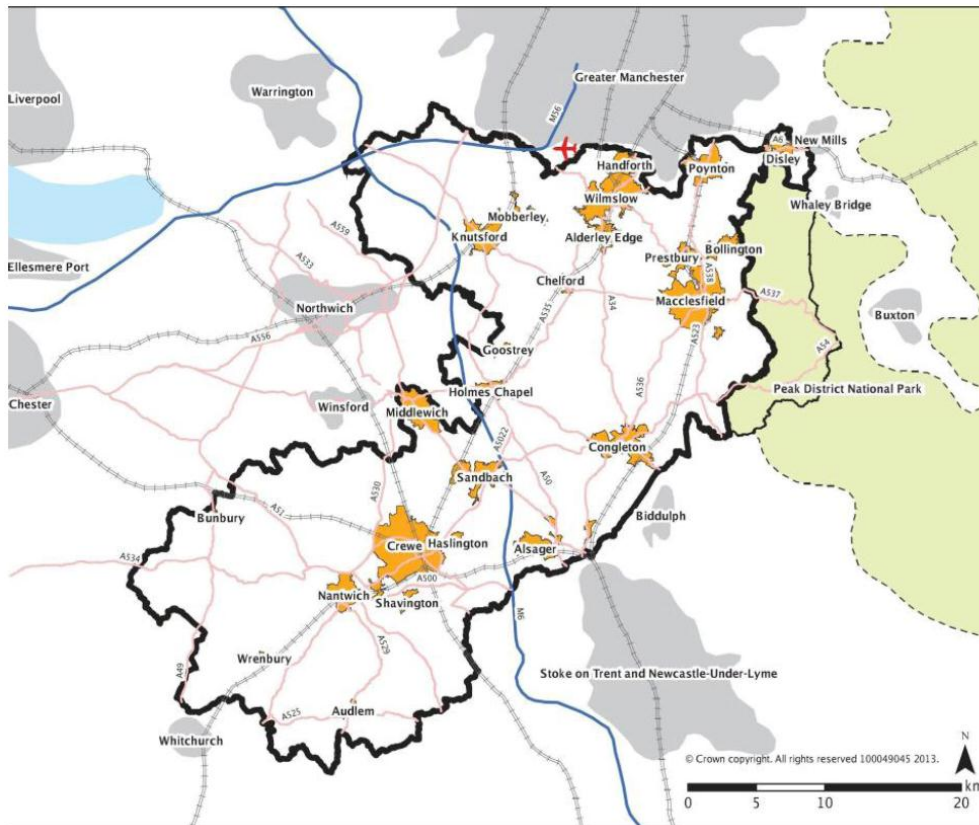 Greater Manchester
Warrington
Liverpool
M56
A6
New Mills
Disley
Handforth
Poynton
Wilmslow
Whaley Bridge
Mobberley
Knutsford
Alderley Edge
Bollington
Prestbury
A538
A559
A533
Ellesmere Port
Chelford
Macclesfield
A537
Northwich
A535
A34
Buxton
A556
Goostrey
A523
A54
Holmes Chapel
A536
Peak District National Park
Chester
Winsford
Middlewich
A5022
Congleton
Sandbach
A530
A50
Bunbury
A51
Biddulph
Crewe
Haslington
Alsager
A534
A500
Nantwich
Shavington
M6
A529
Wrenbury
A49
Stoke on Trent and Newcastle-Under-Lyme
Audlem
A525
Whitchurch
N
© Crown copyright. All rights reserved 100049045 2013.
km
0 5 10 20